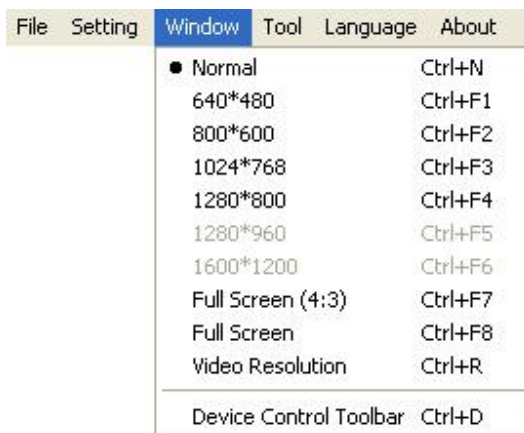 File Setting Window Tool Language About
● Normal Ctrl+N
640*480 Ctrl+F1
800*600 Ctrl+F2
1024*768 Ctrl+F3
1280*800 Ctrl+F4
1280*960 Ctrl+F5
1600*1200 Ctrl+F6
Full Screen (4:3) Ctrl+F7
Full Screen Ctrl+F8
Video Resolution Ctrl+R
Device Control Toolbar Ctrl+D